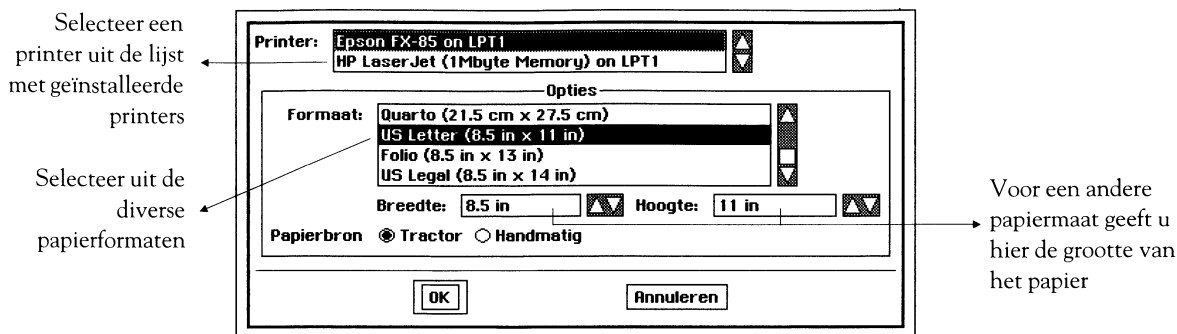 Selecteer een
printer uit de lijst
met geïnstalleerde
printers
Selecteer uit de
diverse
papierformaten
Printer: Epson FX-85 on LPT1
HP LaserJet (1Mbyte Memory) on LPT1
Opties
Formaat: Quarto (21.5 cm x 27.5 cm)
US Letter (8.5 in x 11 in)
Folio (8.5 in x 13 in)
US Legal (8.5 in x 14 in)
Breedte: 8.5 in Hoogte: 11 in
Papierbron Tractor Handmatig
OK Annuleren
Voor een andere
papiermaat geeft u
hier de grootte van
het papier